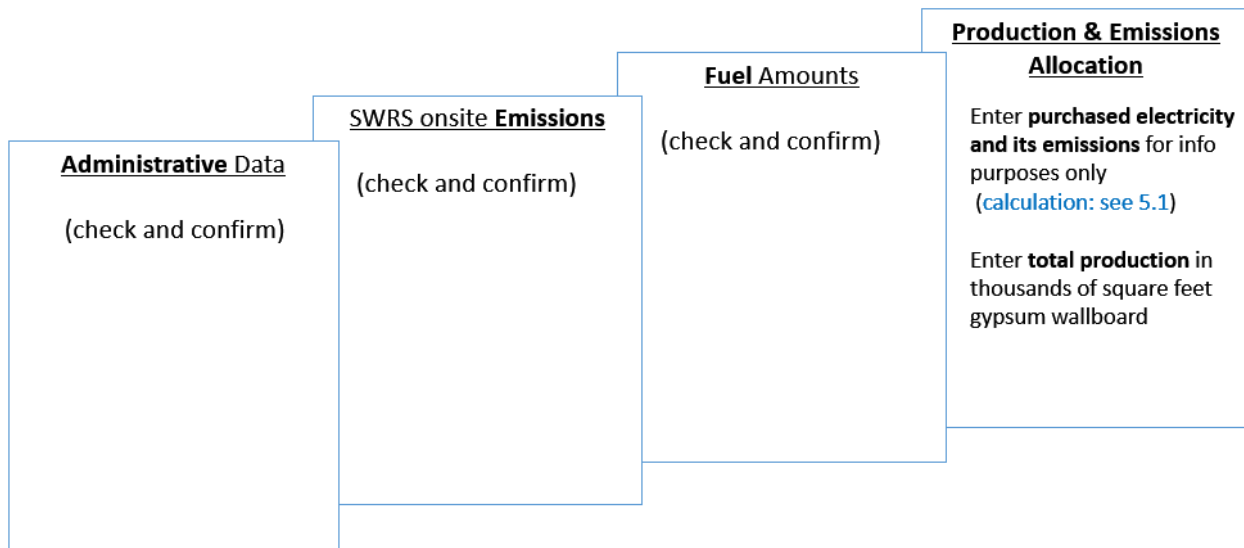 Administrative Data
(check and confirm)
SWRS onsite Emissions
(check and confirm)
Fuel Amounts
(check and confirm)
Production & Emissions
Allocation
Enter purchased electricity
and its emissions for info
purposes only
(calculation: see 5.1)
Enter total production in
thousands of square feet
gypsum wallboard